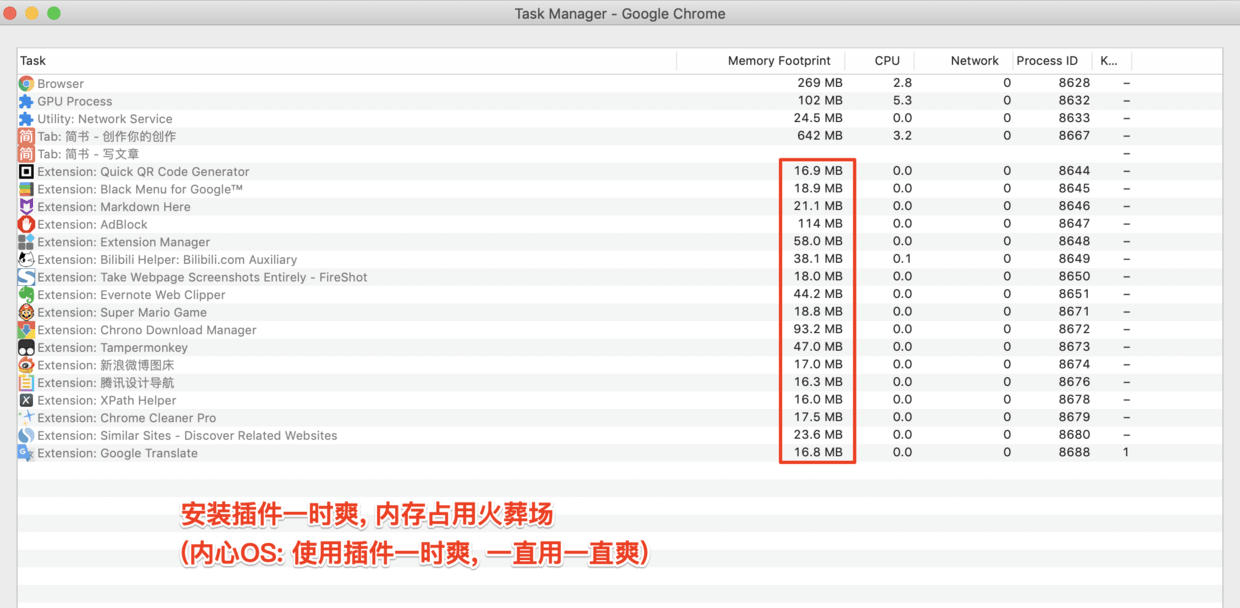 Task Manager - Google Chrome
Task Memory Footprint CPU Network Process ID K...
Browser 269 MB 2.8 0 8628 –
GPU Process 102 MB 5.3 0 8632 –
Utility: Network Service 24.5 MB 0.0 0 8633 –
简 Tab: 简书 - 创作你的创作 642 MB 3.2 0 8667 –
简 Tab: 简书 - 写文章 –
Extension: Quick QR Code Generator 16.9 MB 0.0 0 8644 –
Extension: Black Menu for Google™ 18.9 MB 0.0 0 8645 –
Extension: Markdown Here 21.1 MB 0.0 0 8646 –
Extension: AdBlock 114 MB 0.0 0 8647 –
Extension: Extension Manager 58.0 MB 0.0 0 8648 –
Extension: Bilibili Helper: Bilibili.com Auxiliary 38.1 MB 0.1 0 8649 –
Extension: Take Webpage Screenshots Entirely - FireShot 18.0 MB 0.0 0 8650 –
Extension: Evernote Web Clipper 44.2 MB 0.0 0 8651 –
Extension: Super Mario Game 18.8 MB 0.0 0 8671 –
Extension: Chrono Download Manager 93.2 MB 0.0 0 8672 –
Extension: Tampermonkey 47.0 MB 0.0 0 8673 –
Extension: 新浪微博图床 17.0 MB 0.0 0 8674 –
Extension: 腾讯设计导航 16.3 MB 0.0 0 8676 –
Extension: XPath Helper 16.0 MB 0.0 0 8678 –
Extension: Chrome Cleaner Pro 17.5 MB 0.0 0 8679 –
Extension: Similar Sites - Discover Related Websites 23.6 MB 0.0 0 8680 –
Extension: Google Translate 16.8 MB 0.0 0 8688 1
安装插件一时爽, 内存占用火葬场
(内心OS: 使用插件一时爽, 一直用一直爽)